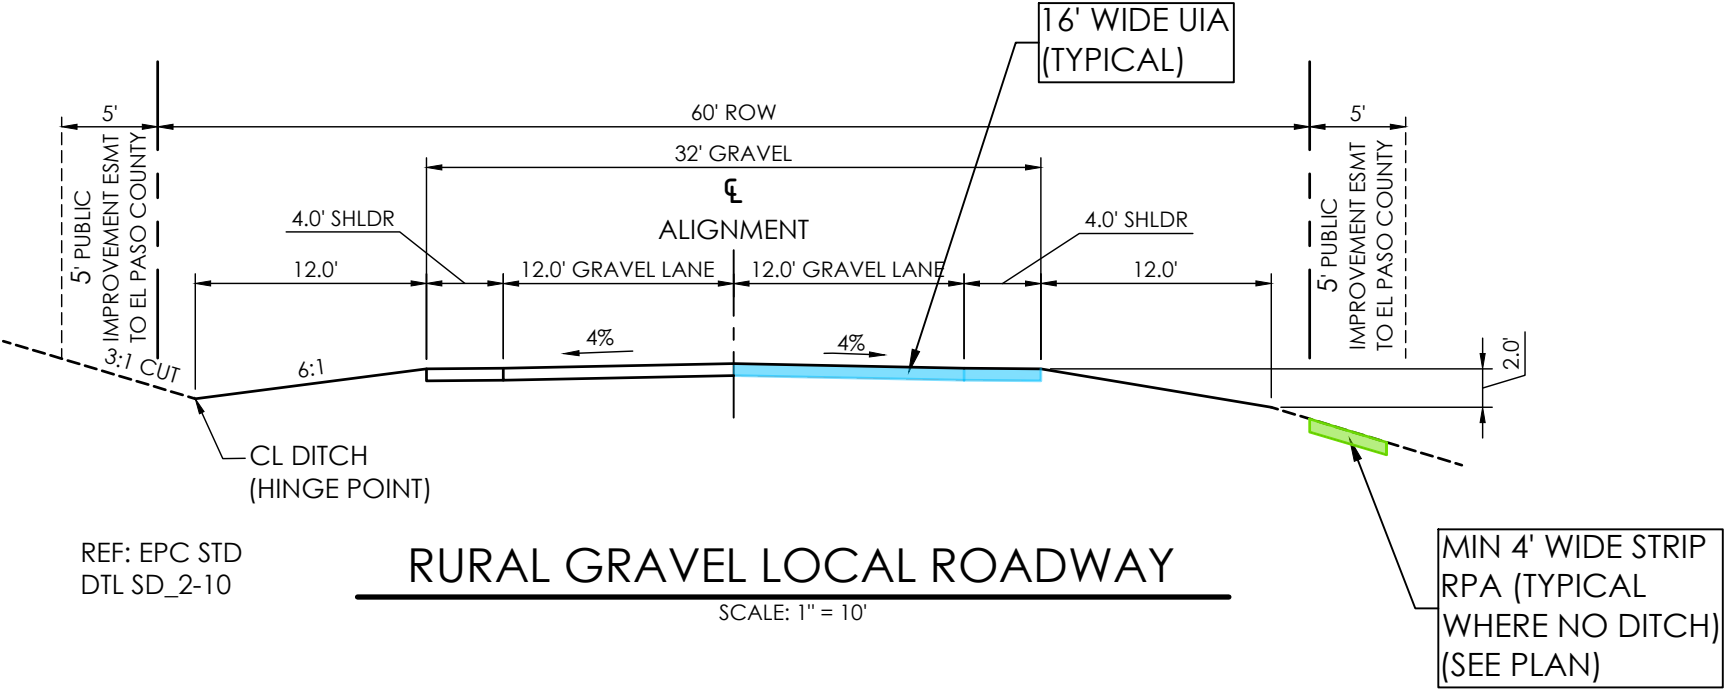 16' WIDE UIA
(TYPICAL)
5'
60' ROW
5'
32' GRAVEL
℄
ALIGNMENT
4.0' SHLDR
4.0' SHLDR
12.0'
12.0' GRAVEL LANE
12.0' GRAVEL LANE
12.0'
5' PUBLIC
IMPROVEMENT ESMT
TO EL PASO COUNTY
5' PUBLIC
IMPROVEMENT ESMT
TO EL PASO COUNTY
3:1 CUT
6:1
4%
4%
2.0'
CL DITCH
(HINGE POINT)
REF: EPC STD
DTL SD_2-10
RURAL GRAVEL LOCAL ROADWAY
SCALE: 1" = 10'
MIN 4' WIDE STRIP
RPA (TYPICAL
WHERE NO DITCH)
(SEE PLAN)